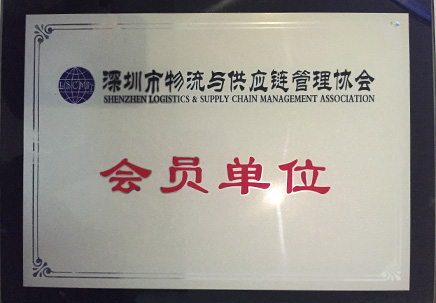 LSCMA
深圳市物流与供应链管理协会
SHENZHEN LOGISTICS & SUPPLY CHAIN MANAGEMENT ASSOCIATION
会员单位